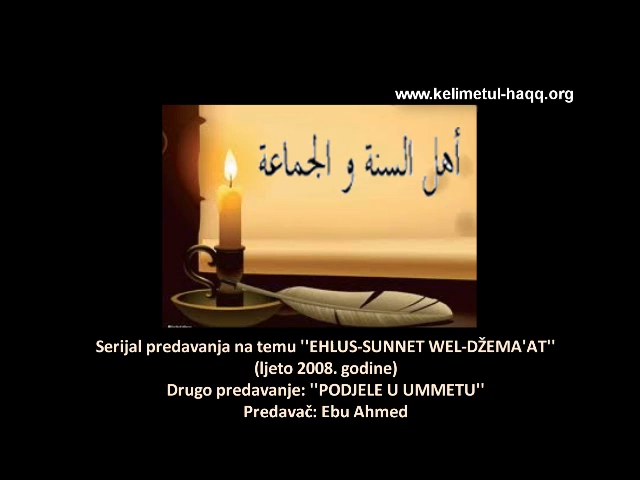 www.kelimetul-haqq.org
أهل السنة و الجماعة
Serijal predavanja na temu ''EHLUS-SUNNET WEL-DŽEMA'AT''
(ljeto 2008. godine)
Drugo predavanje: ''PODJELE U UMMETU''
Predavač: Ebu Ahmed